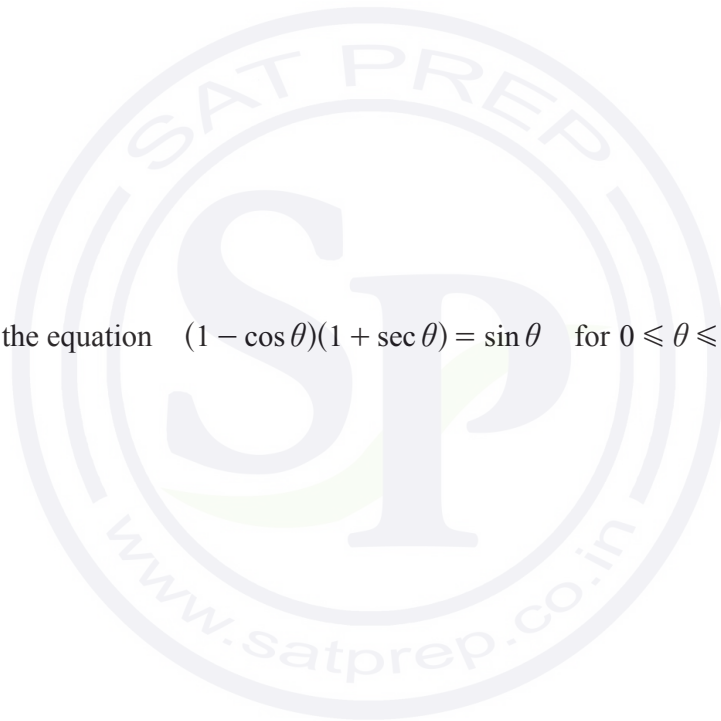 SAT PREP
SP
the equation (1 − cos θ)(1 + sec θ) = sin θ for 0 ⩽ θ ⩽
www.satprep.co.in